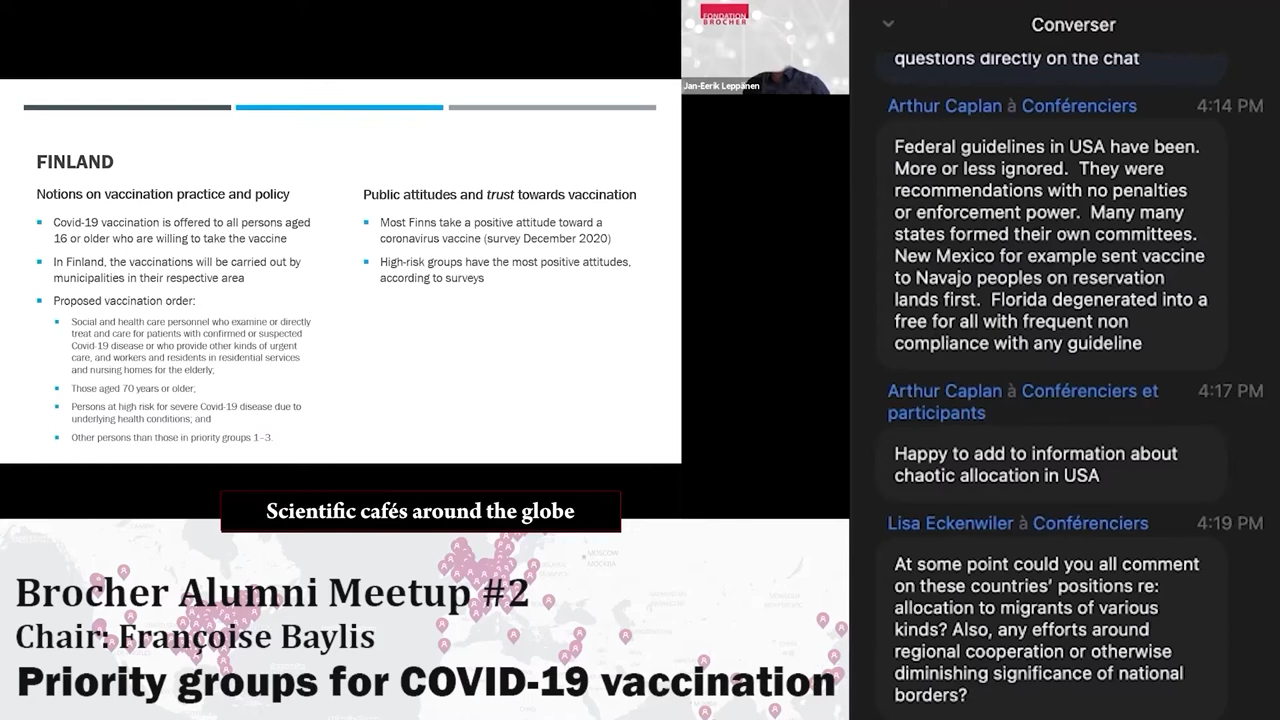 FONDATION
BROCHER
Jan-Eerik Leppänen
FINLAND
Notions on vaccination practice and policy
Covid-19 vaccination is offered to all persons aged
16 or older who are willing to take the vaccine
In Finland, the vaccinations will be carried out by
municipalities in their respective area
Proposed vaccination order:
Social and health care personnel who examine or directly
treat and care for patients with confirmed or suspected
Covid-19 disease or who provide other kinds of urgent
care, and workers and residents in residential services
and nursing homes for the elderly;
Those aged 70 years or older;
Persons at high risk for severe Covid-19 disease due to
underlying health conditions; and
Other persons than those in priority groups 1–3.
Public attitudes and trust towards vaccination
Most Finns take a positive attitude toward a
coronavirus vaccine (survey December 2020)
High-risk groups have the most positive attitudes,
according to surveys
Scientific cafés around the globe
MOSCOW
МОСКВА
Brocher Alumni Meetup #2
Chair: Françoise Baylis
Priority groups for COVID-19 vaccination
Converser
questions directly on the chat
Arthur Caplan à Conférenciers 4:14 PM
Federal guidelines in USA have been.
More or less ignored. They were
recommendations with no penalties
or enforcement power. Many many
states formed their own committees.
New Mexico for example sent vaccine
to Navajo peoples on reservation
lands first. Florida degenerated into a
free for all with frequent non
compliance with any guideline
Arthur Caplan à Conférenciers et 4:17 PM
participants
Happy to add to information about
chaotic allocation in USA
Lisa Eckenwiler à Conférenciers 4:19 PM
At some point could you all comment
on these countries' positions re:
allocation to migrants of various
kinds? Also, any efforts around
regional cooperation or otherwise
diminishing significance of national
borders?